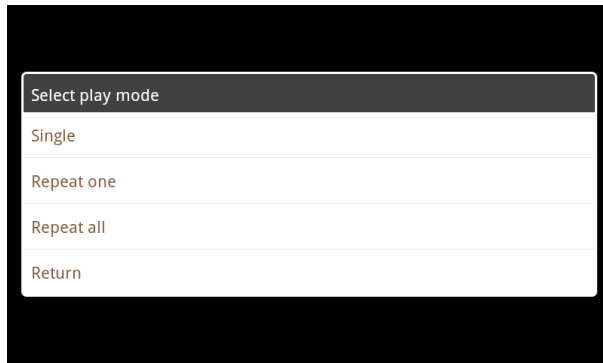 Select play mode
Single
Repeat one
Repeat all
Return